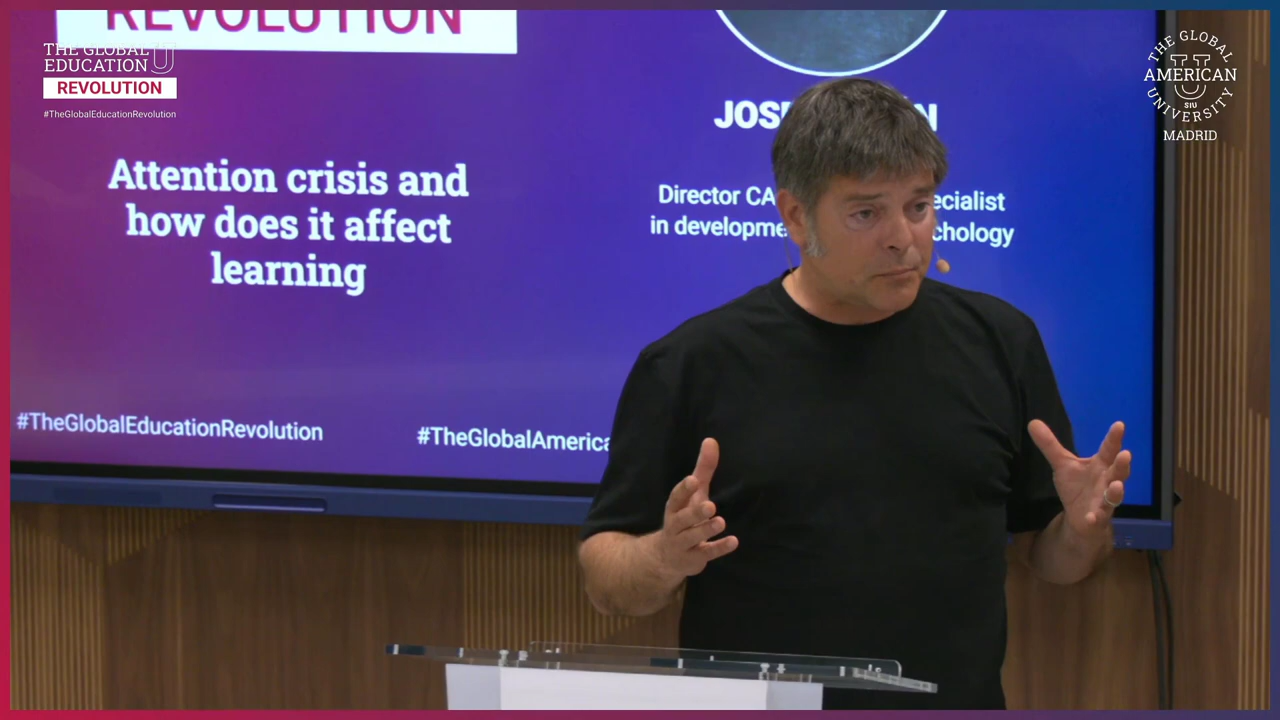 REVOLUTION
THE GLOBAL
EDUCATION U
REVOLUTION
#TheGlobalEducationRevolution
Attention crisis and
how does it affect
learning
#TheGlobalEducationRevolution
#TheGlobalAmerica
Director CA
in developme
ecialist
chology
THE GLOBAL
AMERICAN
U
SIU
UNIVERSITY
MADRID